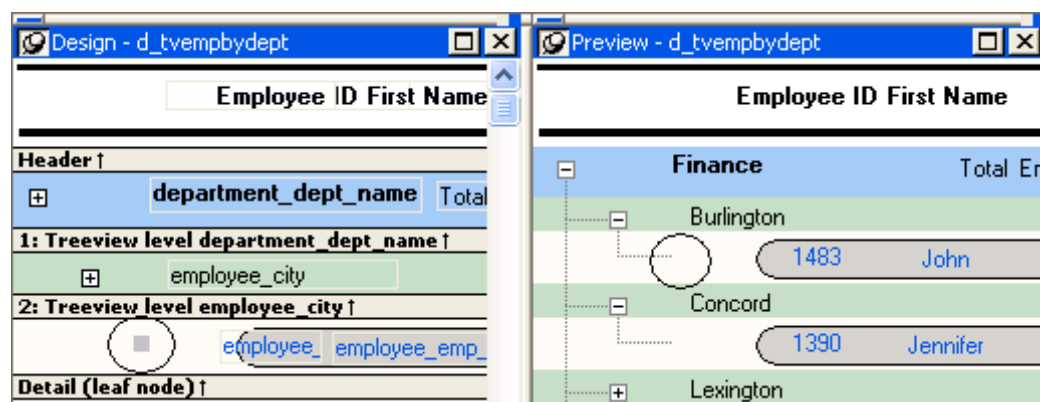 Design - d_tvempbydept
Employee ID First Name
Header ↑
department_dept_name Total
1: Treeview level department_dept_name ↑
employee_city
2: Treeview level employee_city ↑
employee_ employee_emp_
Detail (leaf node) ↑
Preview - d_tvempbydept
Employee ID First Name
Finance Total Em
Burlington
1483 John
Concord
1390 Jennifer
Lexington